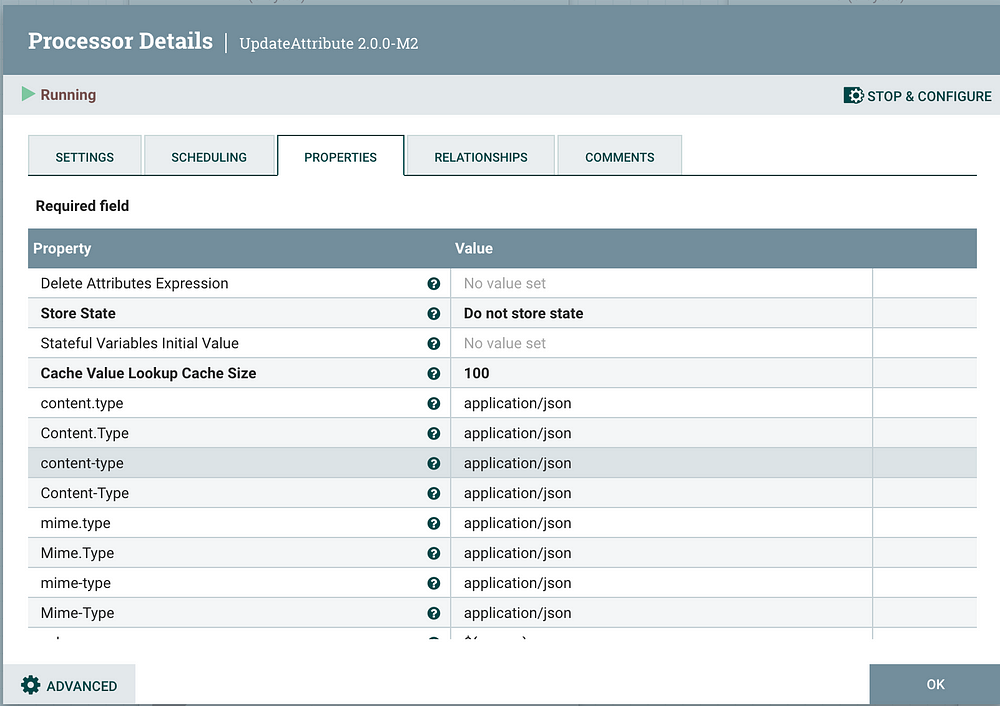 Processor Details | UpdateAttribute 2.0.0-M2
Running STOP & CONFIGURE
SETTINGS SCHEDULING PROPERTIES RELATIONSHIPS COMMENTS
Required field
Property Value
Delete Attributes Expression No value set
Store State Do not store state
Stateful Variables Initial Value No value set
Cache Value Lookup Cache Size 100
content.type application/json
Content.Type application/json
content-type application/json
Content-Type application/json
mime.type application/json
Mime.Type application/json
mime-type application/json
Mime-Type application/json
ADVANCED OK